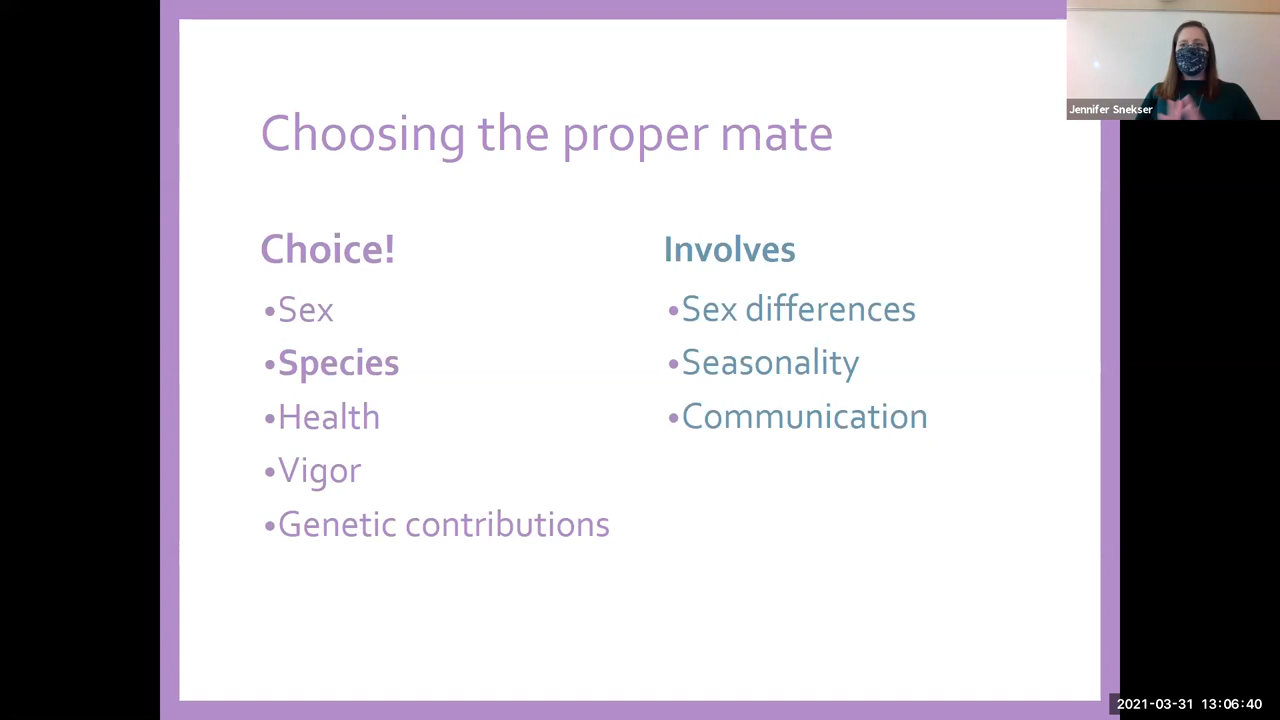 Choosing the proper mate
Choice!
•Sex
•Species
•Health
•Vigor
•Genetic contributions
Involves
•Sex differences
•Seasonality
•Communication
Jennifer Snekser
2021-03-31 13:06:40